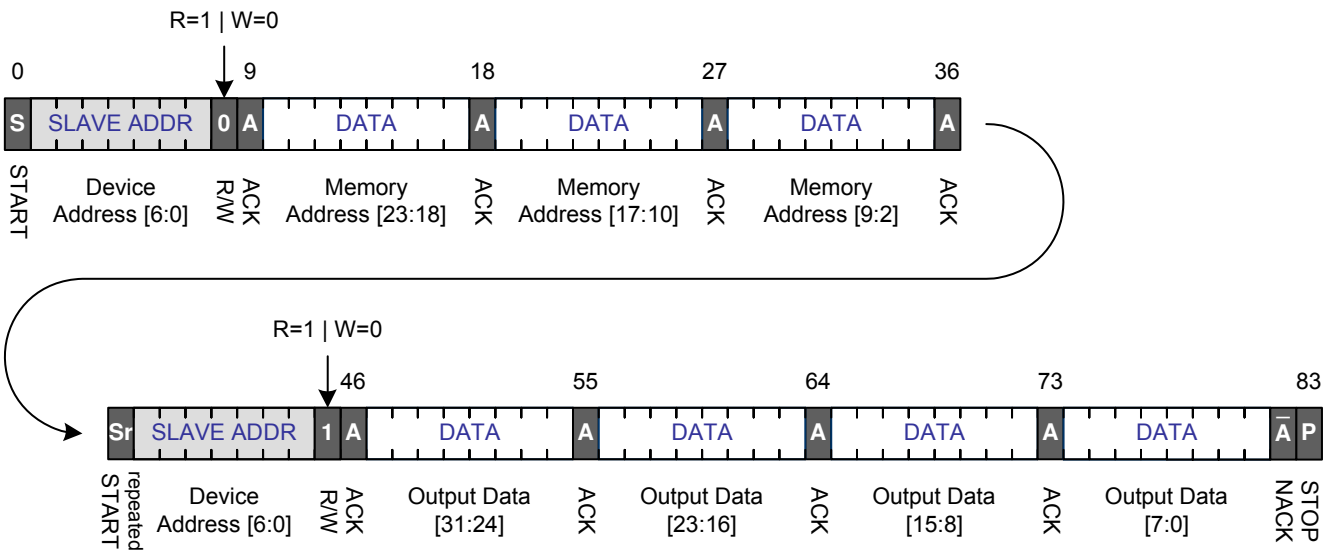 R=1 | W=0
0 9 18 27 36
S SLAVE ADDR 0 A DATA A DATA A DATA A
START Device Address [6:0] R/W ACK Memory Address [23:18] ACK Memory Address [17:10] ACK Memory Address [9:2] ACK
R=1 | W=0
46 55 64 73 83
Sr SLAVE ADDR 1 A DATA A DATA A DATA A DATA A̅ P
repeated START Device Address [6:0] R/W ACK Output Data [31:24] ACK Output Data [23:16] ACK Output Data [15:8] ACK Output Data [7:0] NACK STOP